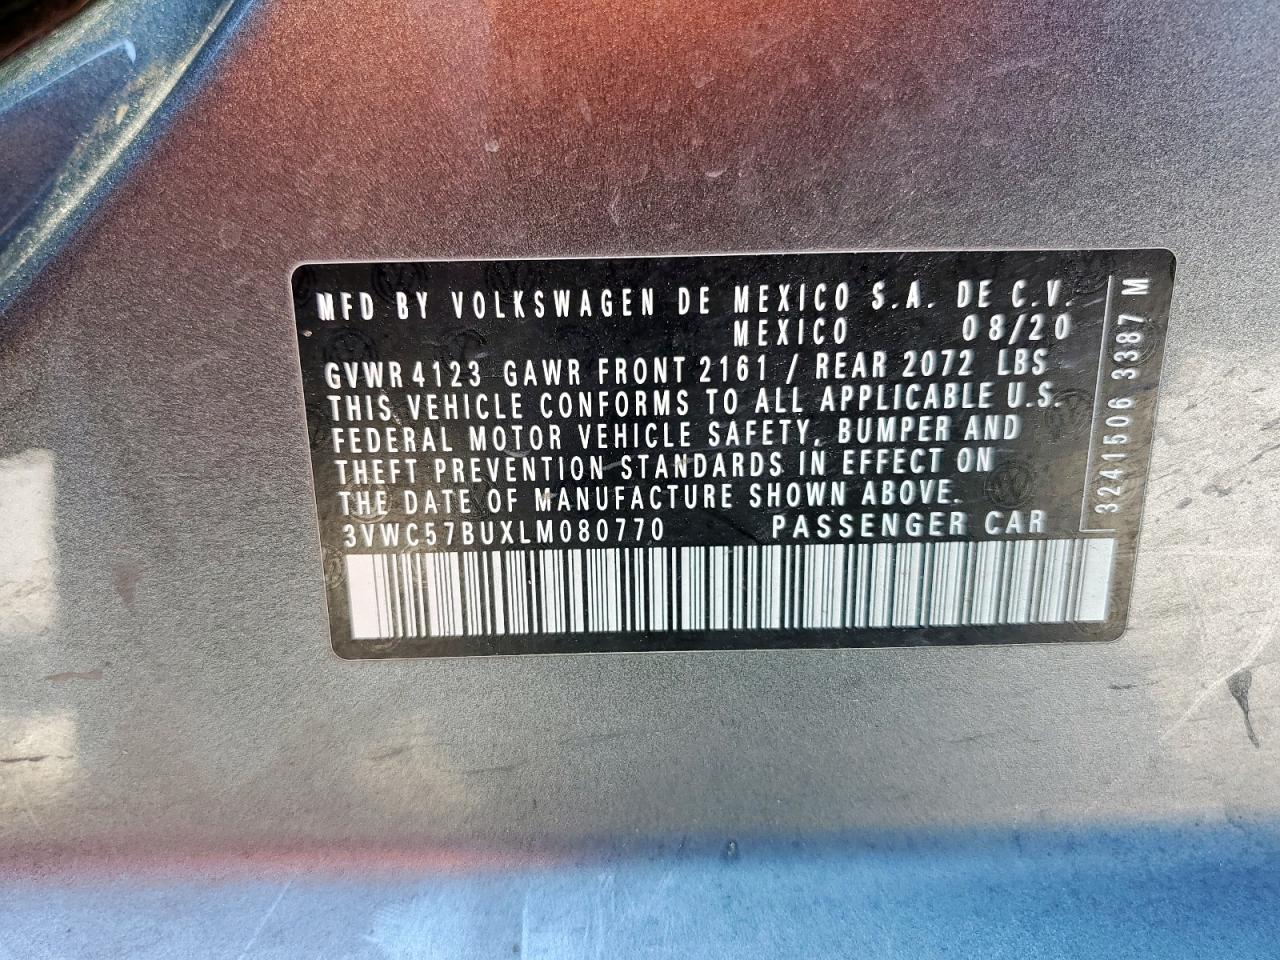 MFD BY VOLKSWAGEN DE MEXICO S.A. DE C.V.
MEXICO 08/20
GVWR 4123 GAWR FRONT 2161 / REAR 2072 LBS
THIS VEHICLE CONFORMS TO ALL APPLICABLE U.S.
FEDERAL MOTOR VEHICLE SAFETY, BUMPER AND
THEFT PREVENTION STANDARDS IN EFFECT ON
THE DATE OF MANUFACTURE SHOWN ABOVE.
3VWC57BUXLM080770 PASSENGER CAR
3241506 3387 M